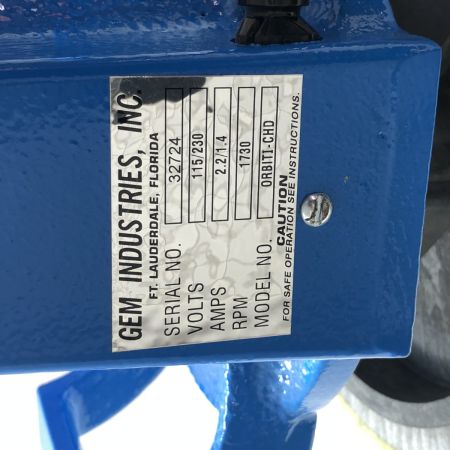 GEM INDUSTRIES, INC.
FT. LAUDERDALE, FLORIDA
SERIAL NO. 32724
VOLTS 115/230
AMPS 2.2/1.4
RPM 1730
MODEL NO. ORBITI-CHD
CAUTION
FOR SAFE OPERATION SEE INSTRUCTIONS.